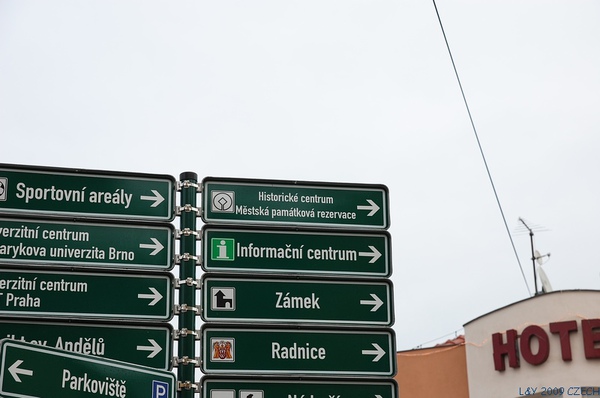 Sportovní areály
verzitní centrum
arykova univerzita Brno
verzitní centrum
T Praha
Andělů
Parkoviště P
Historické centrum
Městská památková rezervace
i Informační centrum
Zámek
Radnice
HOTE
L&Y 2009 CZECH